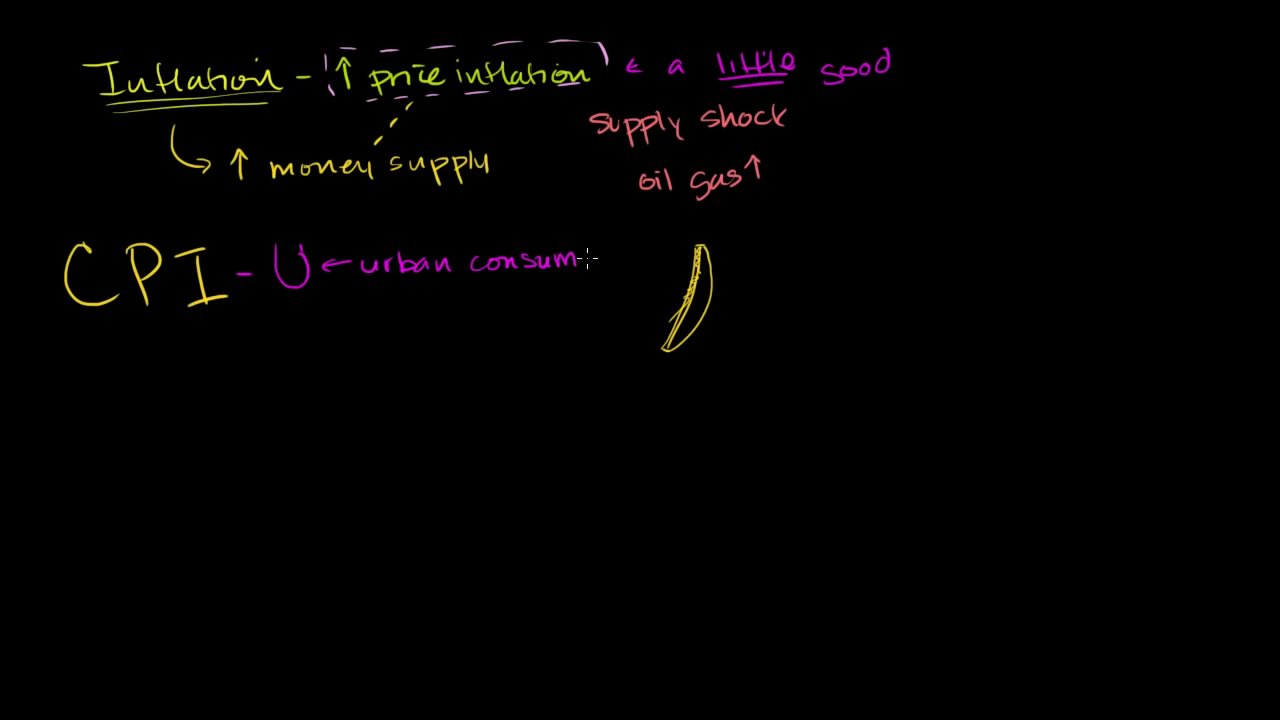 Inflation - ↑ price inflation ← a little good
supply shock
↑ money supply
oil gas ↑
CPI - U ← urban consum